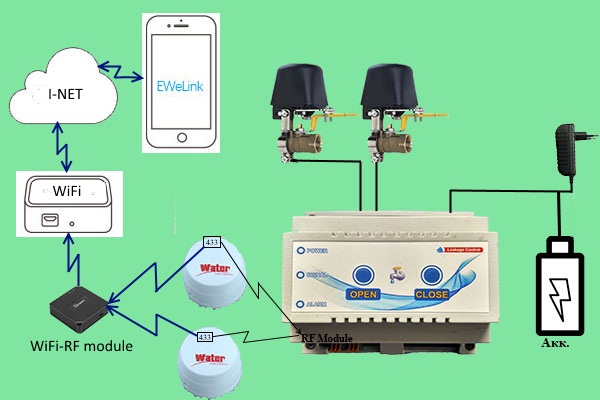 EWeLink
I-NET
WiFi
433
Water
WiFi-RF module
433
Water
POWER
SIGNAL
ALARM
Leakage Control
OPEN
CLOSE
RF Module
Акк.